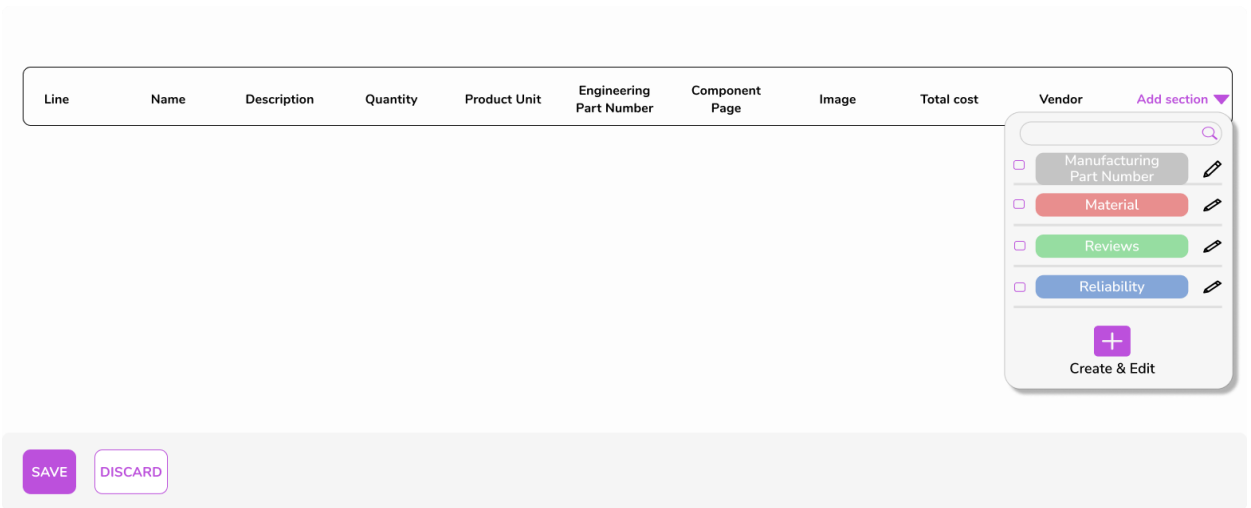 Line
Name
Description
Quantity
Product Unit
Engineering
Part Number
Component
Page
Image
Total cost
Vendor
Add section
Manufacturing
Part Number
Material
Reviews
Reliability
Create & Edit
SAVE
DISCARD